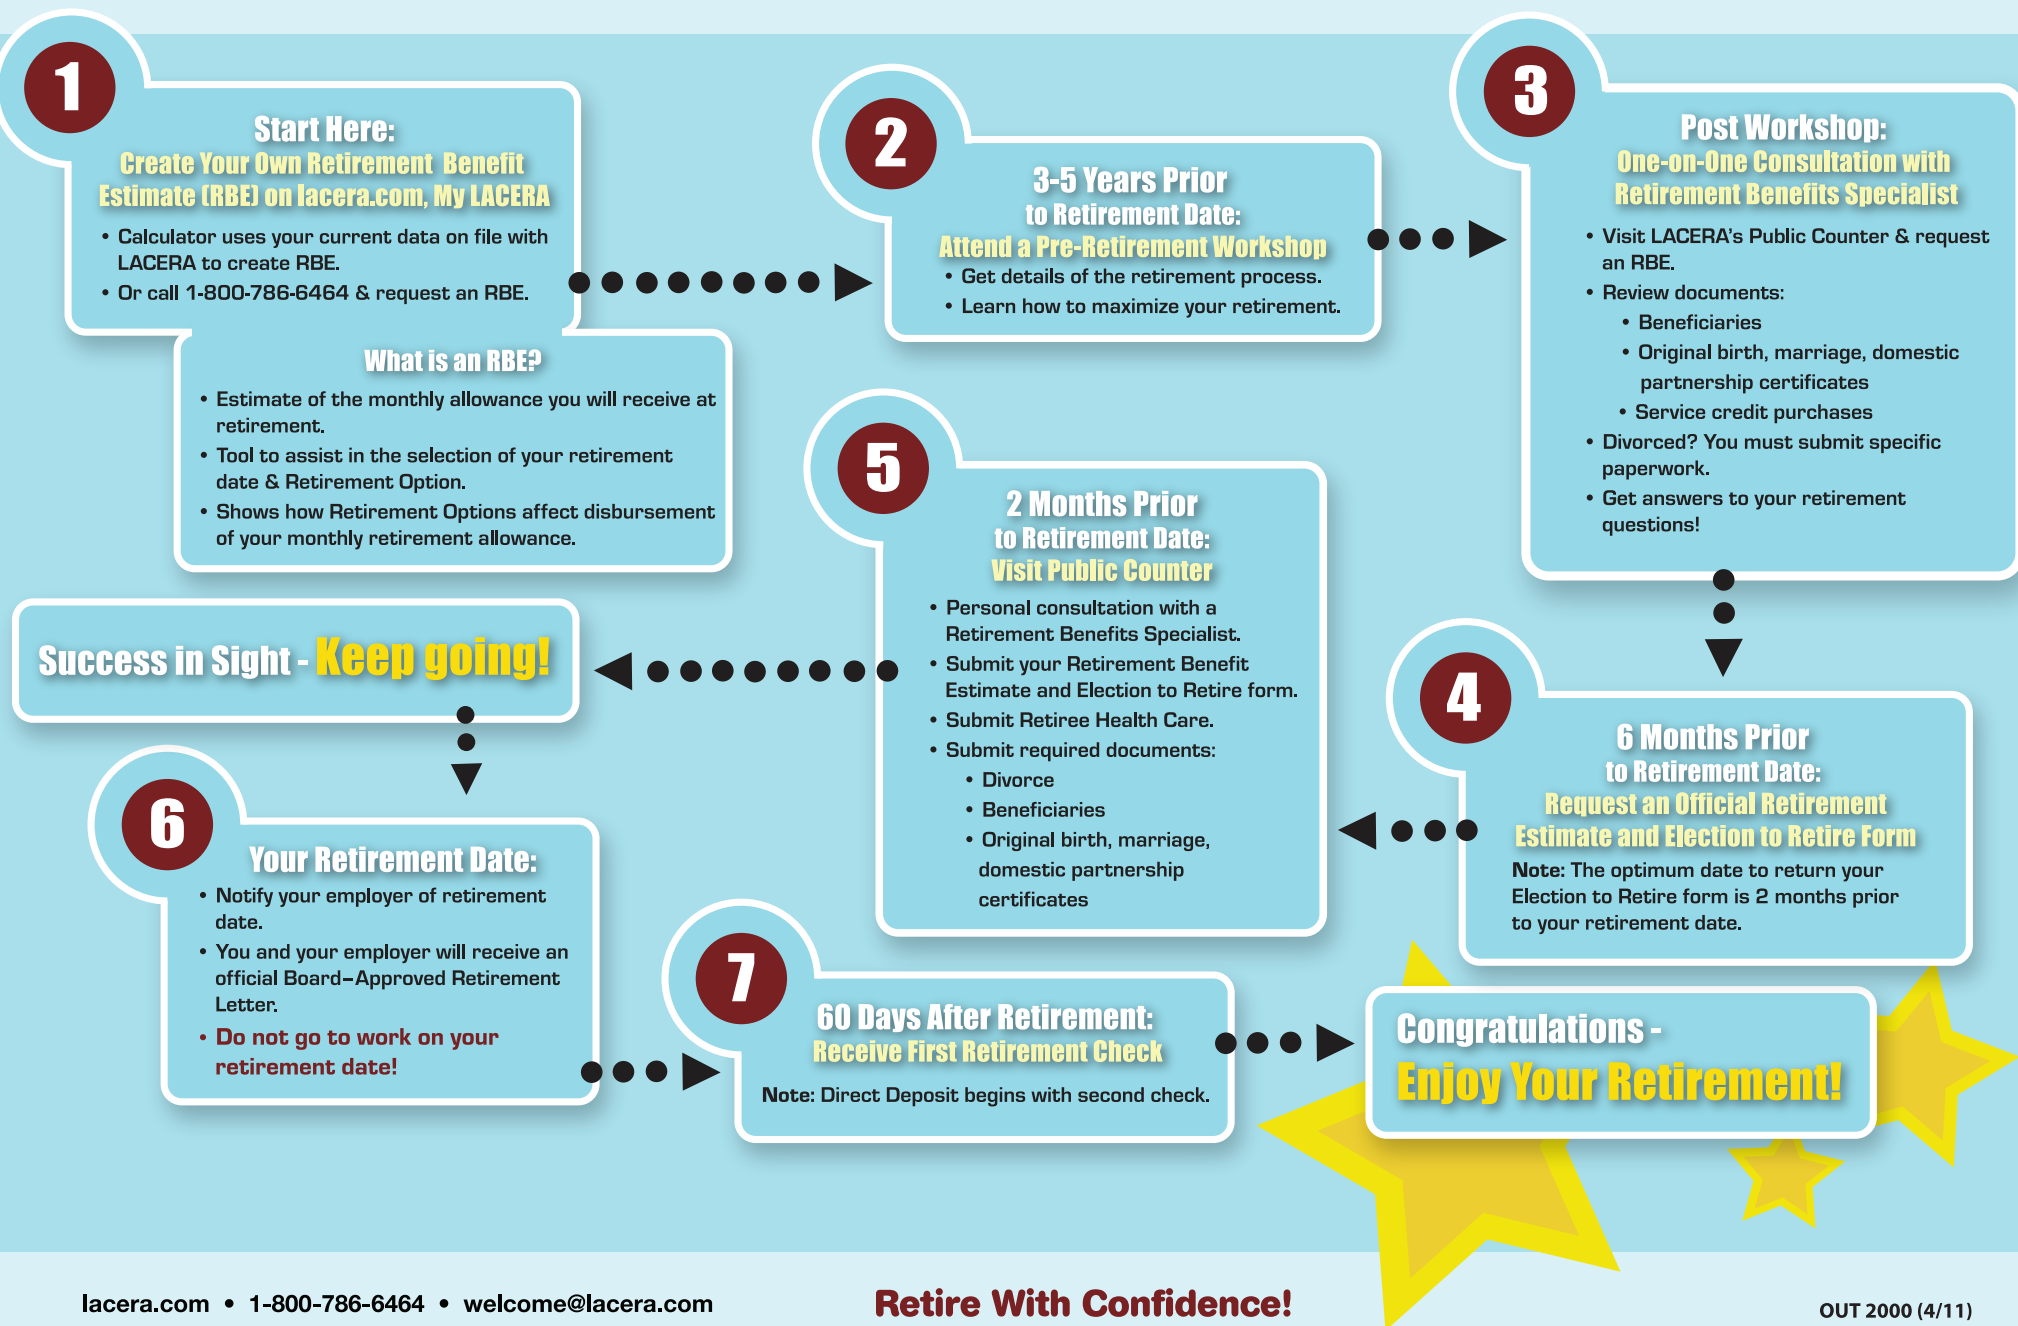 1
Start Here:
Create Your Own Retirement Benefit
Estimate (RBE) on lacera.com, My LACERA
• Calculator uses your current data on file with
LACERA to create RBE.
• Or call 1-800-786-6464 & request an RBE.
What is an RBE?
• Estimate of the monthly allowance you will receive at
retirement.
• Tool to assist in the selection of your retirement
date & Retirement Option.
• Shows how Retirement Options affect disbursement
of your monthly retirement allowance.
2
3-5 Years Prior
to Retirement Date:
Attend a Pre-Retirement Workshop
• Get details of the retirement process.
• Learn how to maximize your retirement.
3
Post Workshop:
One-on-One Consultation with
Retirement Benefits Specialist
• Visit LACERA's Public Counter & request
an RBE.
• Review documents:
• Beneficiaries
• Original birth, marriage, domestic
partnership certificates
• Service credit purchases
• Divorced? You must submit specific
paperwork.
• Get answers to your retirement
questions!
4
6 Months Prior
to Retirement Date:
Request an Official Retirement
Estimate and Election to Retire Form
Note: The optimum date to return your
Election to Retire form is 2 months prior
to your retirement date.
5
2 Months Prior
to Retirement Date:
Visit Public Counter
• Personal consultation with a
Retirement Benefits Specialist.
• Submit your Retirement Benefit
Estimate and Election to Retire form.
• Submit Retiree Health Care.
• Submit required documents:
• Divorce
• Beneficiaries
• Original birth, marriage,
domestic partnership
certificates
Success in Sight - Keep going!
6
Your Retirement Date:
• Notify your employer of retirement
date.
• You and your employer will receive an
official Board-Approved Retirement
Letter.
• Do not go to work on your
retirement date!
7
60 Days After Retirement:
Receive First Retirement Check
Note: Direct Deposit begins with second check.
Congratulations -
Enjoy Your Retirement!
lacera.com • 1-800-786-6464 • welcome@lacera.com
Retire With Confidence!
OUT 2000 (4/11)